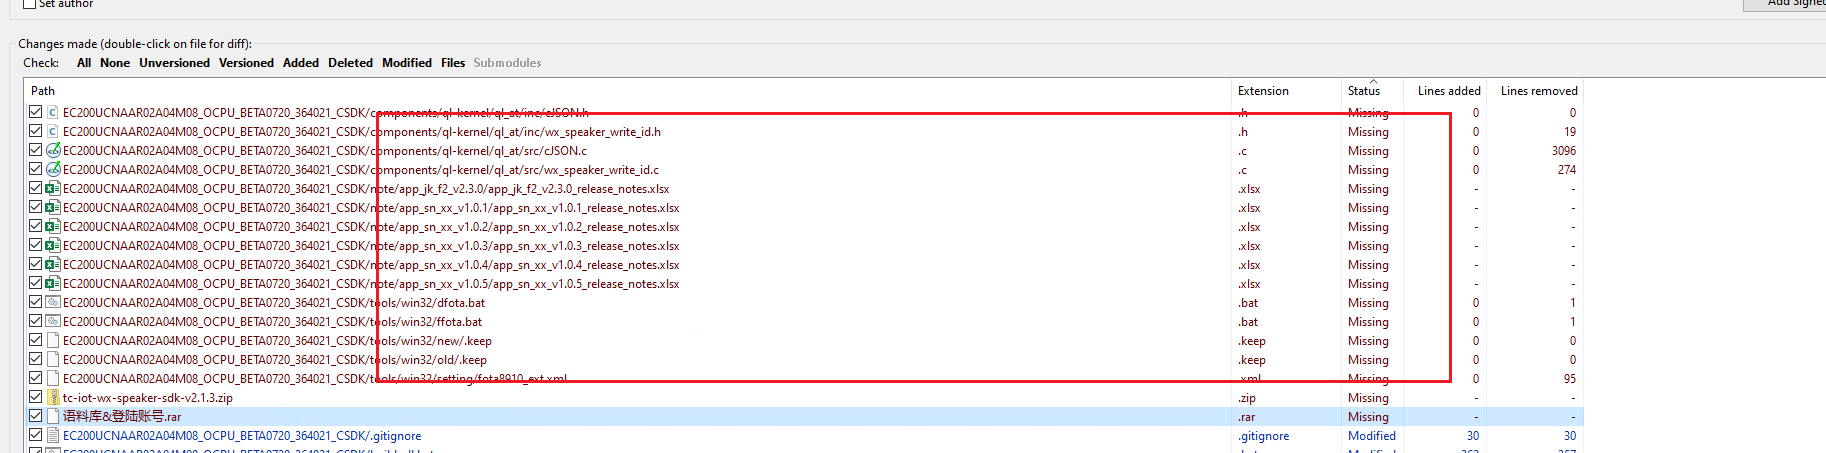 Set author
Add Signed
Changes made (double-click on file for diff):
Check: All None Unversioned Versioned Added Deleted Modified Files Submodules
Path Extension Status Lines added Lines removed
EC200UCNAAR02A04M08_OCPU_BETA0720_364021_CSDK/components/ql-kernel/ql_at/inc/cJSON.h .h Missing 0 0
EC200UCNAAR02A04M08_OCPU_BETA0720_364021_CSDK/components/ql-kernel/ql_at/inc/wx_speaker_write_id.h .h Missing 0 19
EC200UCNAAR02A04M08_OCPU_BETA0720_364021_CSDK/components/ql-kernel/ql_at/src/cJSON.c .c Missing 0 3096
EC200UCNAAR02A04M08_OCPU_BETA0720_364021_CSDK/components/ql-kernel/ql_at/src/wx_speaker_write_id.c .c Missing 0 274
EC200UCNAAR02A04M08_OCPU_BETA0720_364021_CSDK/note/app_jk_f2_v2.3.0/app_jk_f2_v2.3.0_release_notes.xlsx .xlsx Missing - -
EC200UCNAAR02A04M08_OCPU_BETA0720_364021_CSDK/note/app_sn_xx_v1.0.1/app_sn_xx_v1.0.1_release_notes.xlsx .xlsx Missing - -
EC200UCNAAR02A04M08_OCPU_BETA0720_364021_CSDK/note/app_sn_xx_v1.0.2/app_sn_xx_v1.0.2_release_notes.xlsx .xlsx Missing - -
EC200UCNAAR02A04M08_OCPU_BETA0720_364021_CSDK/note/app_sn_xx_v1.0.3/app_sn_xx_v1.0.3_release_notes.xlsx .xlsx Missing - -
EC200UCNAAR02A04M08_OCPU_BETA0720_364021_CSDK/note/app_sn_xx_v1.0.4/app_sn_xx_v1.0.4_release_notes.xlsx .xlsx Missing - -
EC200UCNAAR02A04M08_OCPU_BETA0720_364021_CSDK/note/app_sn_xx_v1.0.5/app_sn_xx_v1.0.5_release_notes.xlsx .xlsx Missing - -
EC200UCNAAR02A04M08_OCPU_BETA0720_364021_CSDK/tools/win32/dfota.bat .bat Missing 0 1
EC200UCNAAR02A04M08_OCPU_BETA0720_364021_CSDK/tools/win32/ffota.bat .bat Missing 0 1
EC200UCNAAR02A04M08_OCPU_BETA0720_364021_CSDK/tools/win32/new/.keep .keep Missing 0 0
EC200UCNAAR02A04M08_OCPU_BETA0720_364021_CSDK/tools/win32/old/.keep .keep Missing 0 0
EC200UCNAAR02A04M08_OCPU_BETA0720_364021_CSDK/tools/win32/setting/fota8910_ext.xml .xml Missing 0 95
tc-iot-wx-speaker-sdk-v2.1.3.zip .zip Missing - -
语料库&登陆账号.rar .rar Missing - -
EC200UCNAAR02A04M08_OCPU_BETA0720_364021_CSDK/.gitignore .gitignore Modified 30 30